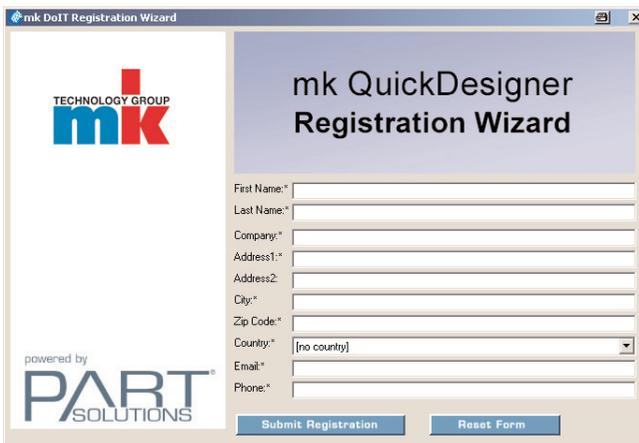 mk DoIT Registration Wizard
TECHNOLOGY GROUP
mk
mk QuickDesigner
Registration Wizard
First Name:*
Last Name:*
Company:*
Address1:*
Address2:
City:*
Zip Code:*
Country:* [no country]
Email:*
Phone:*
powered by
PART®
SOLUTIONS
Submit Registration Reset Form